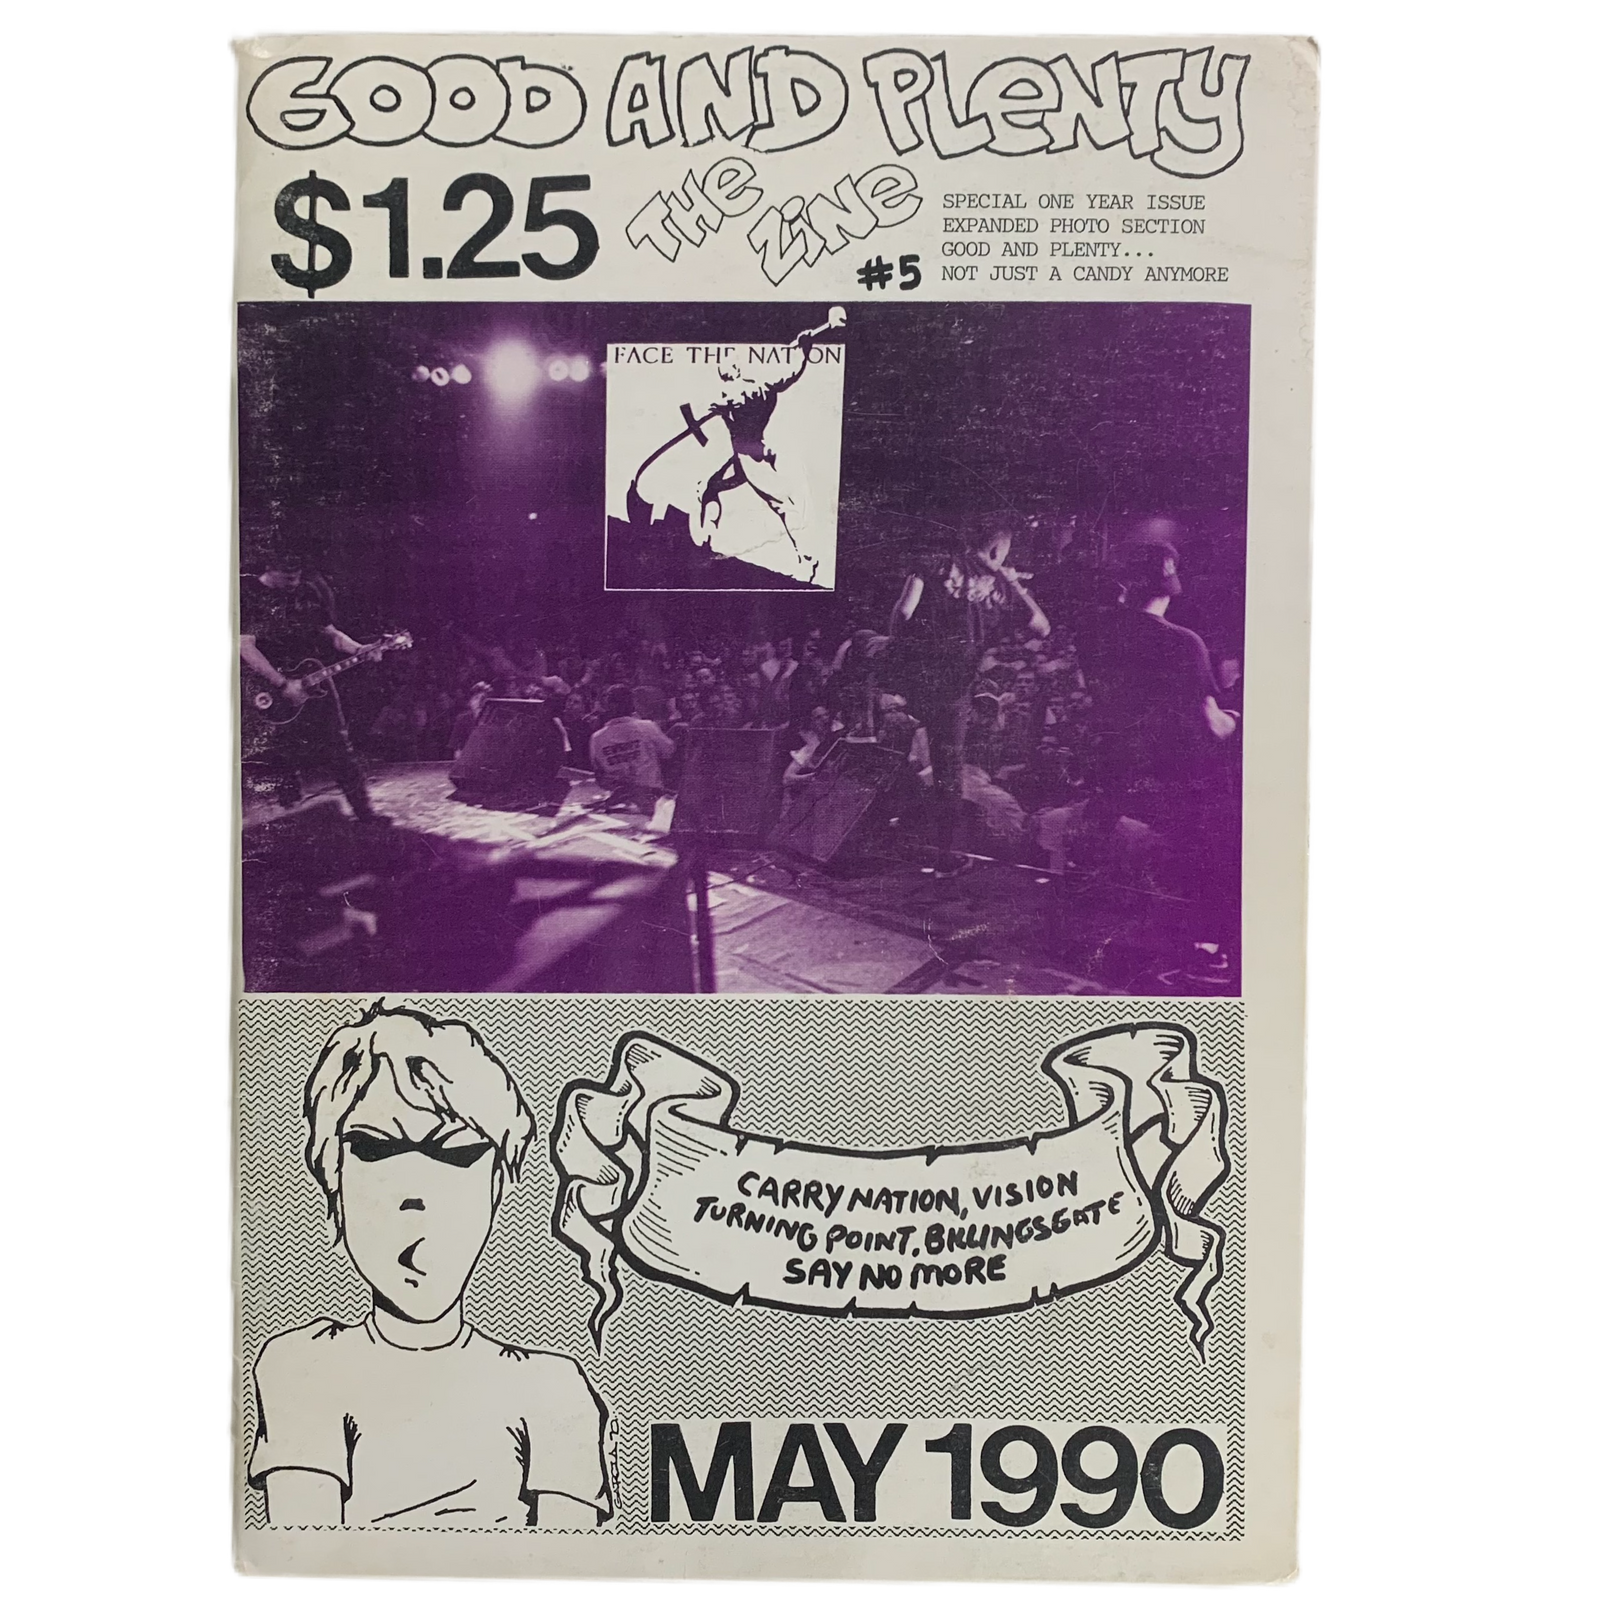 GOOD AND PLENTY
$1.25
THE ZINE
#5
SPECIAL ONE YEAR ISSUE
EXPANDED PHOTO SECTION
GOOD AND PLENTY...
NOT JUST A CANDY ANYMORE
FACE THE NATION
CARRY NATION, VISION
TURNING POINT, BILLINGSGATE
SAY NO MORE
MAY 1990